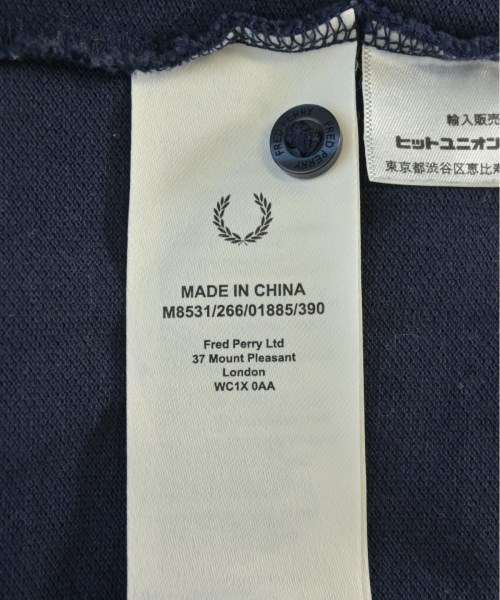 FRED PERRY FRED PERRY
MADE IN CHINA
M8531/266/01885/390
Fred Perry Ltd
37 Mount Pleasant
London
WC1X 0AA
輸入販売
ヒットユニオン
東京都渋谷区恵比寿